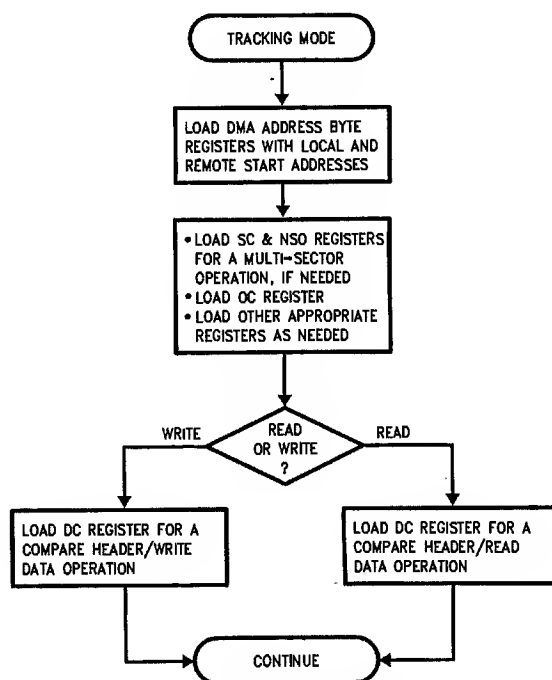 TRACKING MODE
LOAD DMA ADDRESS BYTE
REGISTERS WITH LOCAL AND
REMOTE START ADDRESSES
• LOAD SC & NSO REGISTERS
FOR A MULTI-SECTOR
OPERATION, IF NEEDED
• LOAD OC REGISTER
• LOAD OTHER APPROPRIATE
REGISTERS AS NEEDED
WRITE
READ
OR WRITE
?
READ
LOAD DC REGISTER FOR A
COMPARE HEADER/WRITE
DATA OPERATION
LOAD DC REGISTER FOR A
COMPARE HEADER/READ
DATA OPERATION
CONTINUE